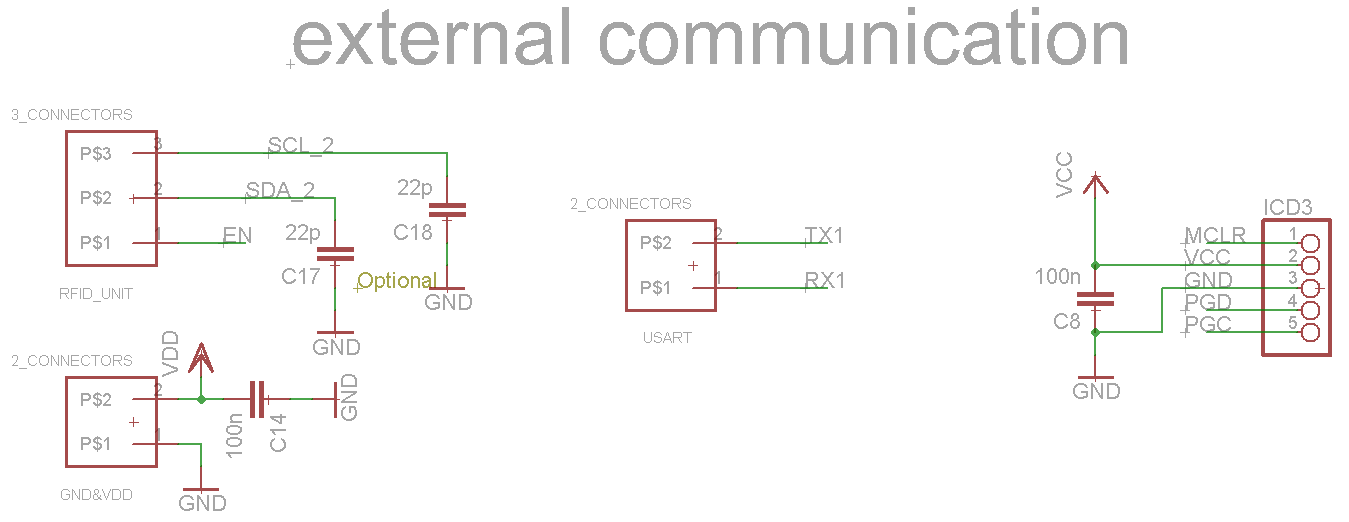 external communication
3_CONNECTORS
P$3 3 SCL_2
P$2 2 SDA_2
P$1 1 EN
22p
C18
22p
C17
Optional
GND
GND
RFID_UNIT
2_CONNECTORS
VDD
P$2 2
P$1 1
100n
C14
GND
GND
GND&VDD
2_CONNECTORS
P$2 2 TX1
P$1 1 RX1
USART
VCC
100n
C8
GND
ICD3
MCLR 1
VCC 2
GND 3
PGD 4
PGC 5